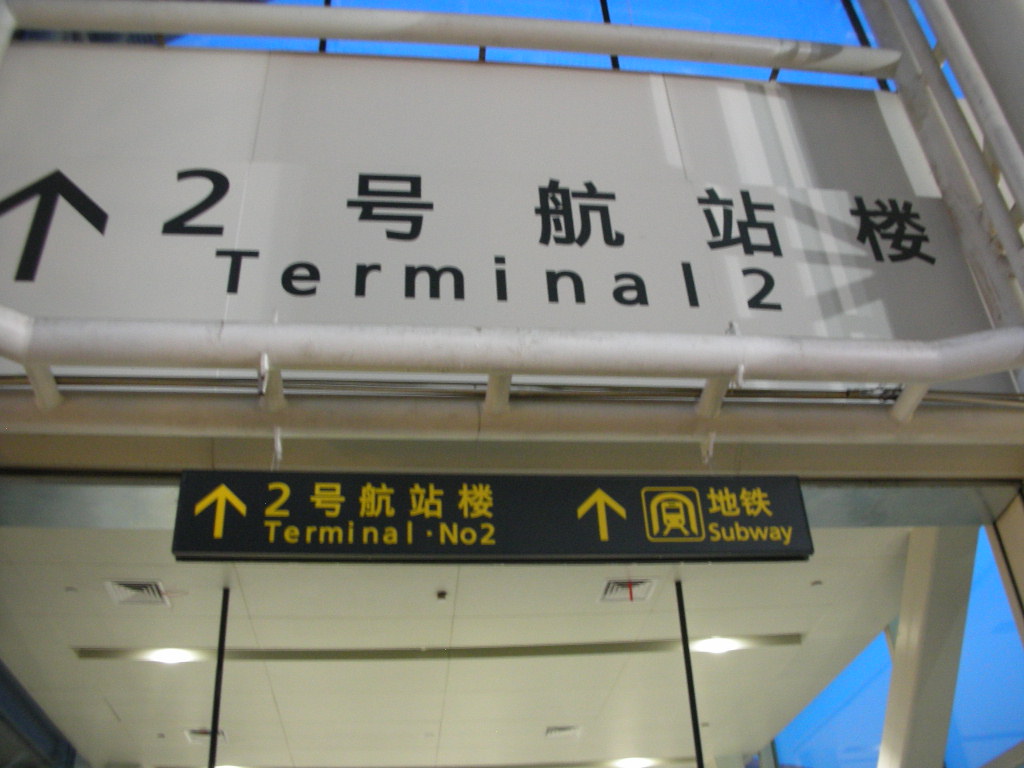 2号航站楼
Terminal 2
2号航站楼
Terminal·No2
地铁
Subway